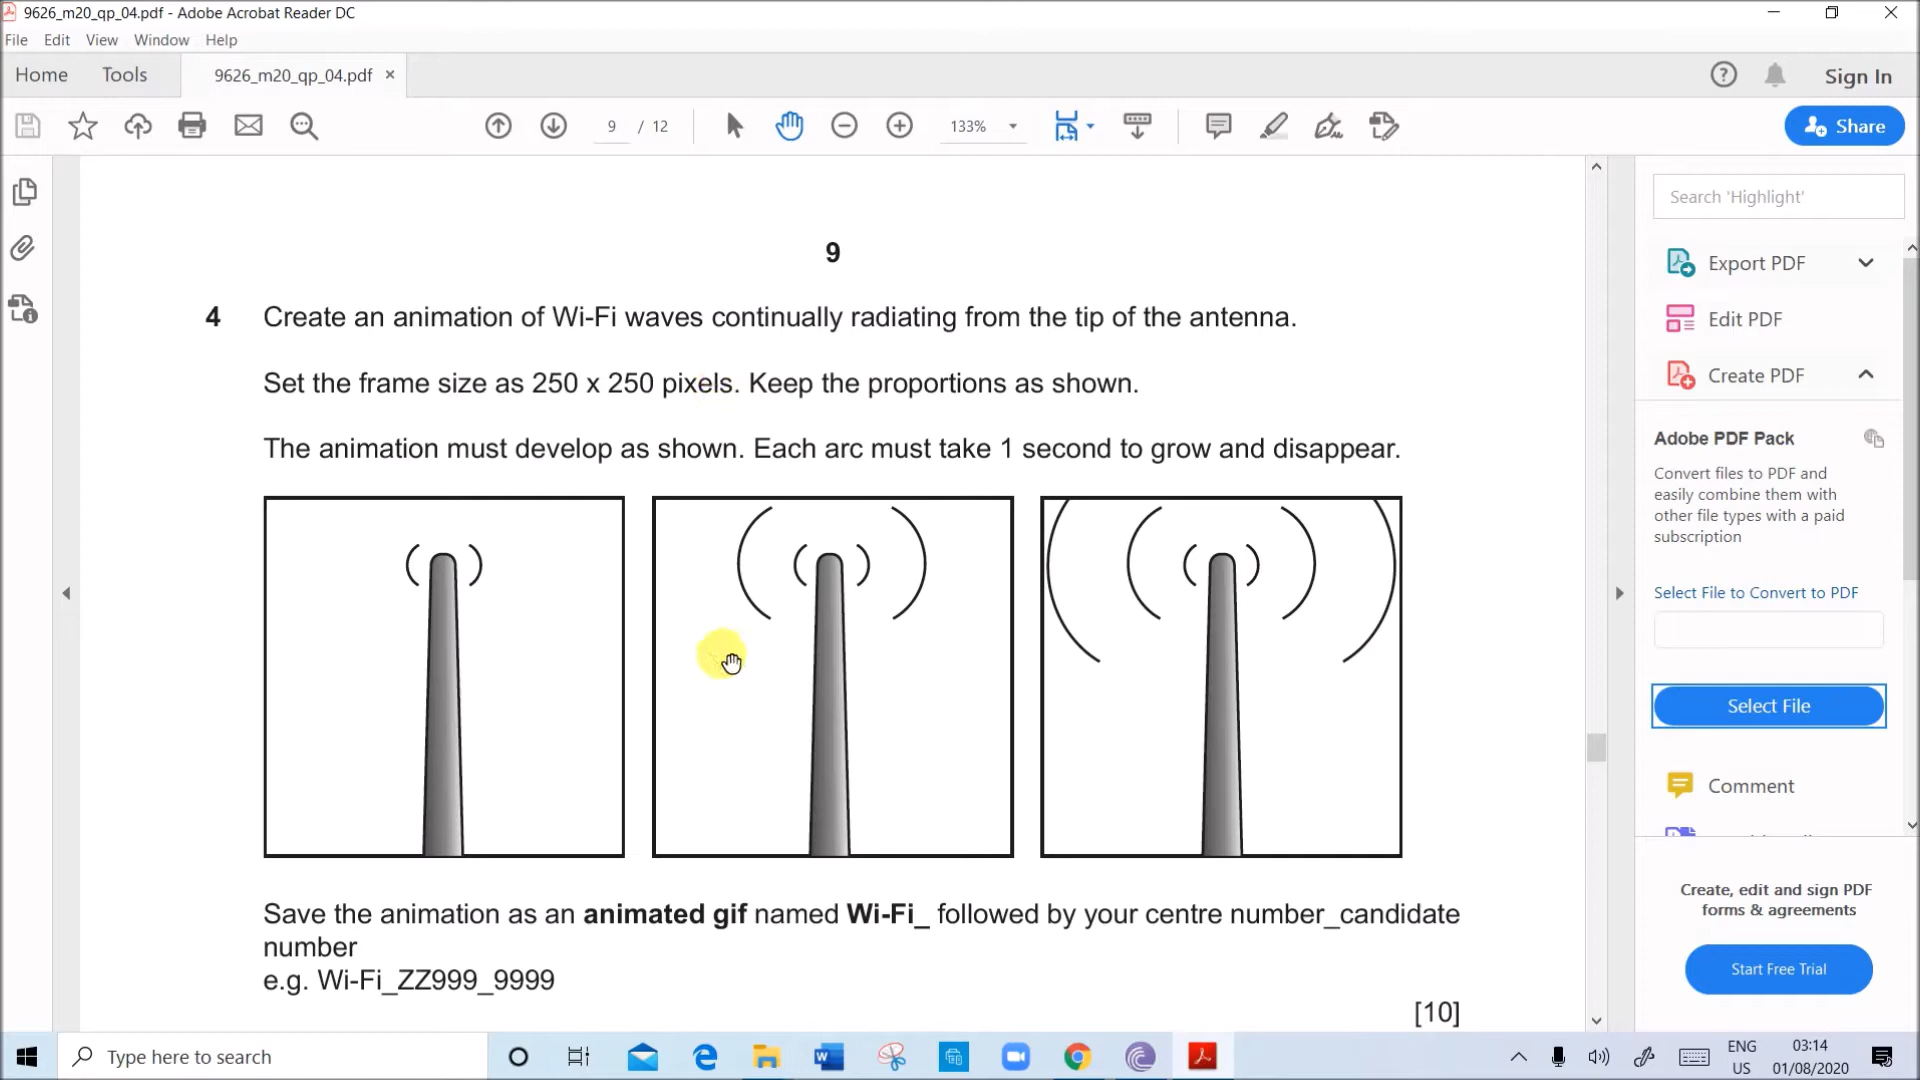 9626_m20_qp_04.pdf - Adobe Acrobat Reader DC
File Edit View Window Help
Home Tools 9626_m20_qp_04.pdf × Sign In
9 / 12 133% Share
Search 'Highlight'
Export PDF
Edit PDF
Create PDF
Adobe PDF Pack
Convert files to PDF and
easily combine them with
other file types with a paid
subscription
Select File to Convert to PDF
Select File
Comment
Create, edit and sign PDF
forms & agreements
Start Free Trial
9
4 Create an animation of Wi-Fi waves continually radiating from the tip of the antenna.
Set the frame size as 250 x 250 pixels. Keep the proportions as shown.
The animation must develop as shown. Each arc must take 1 second to grow and disappear.
Save the animation as an animated gif named Wi-Fi_ followed by your centre number_candidate
number
e.g. Wi-Fi_ZZ999_9999
[10]
Type here to search
ENG
US
03:14
01/08/2020